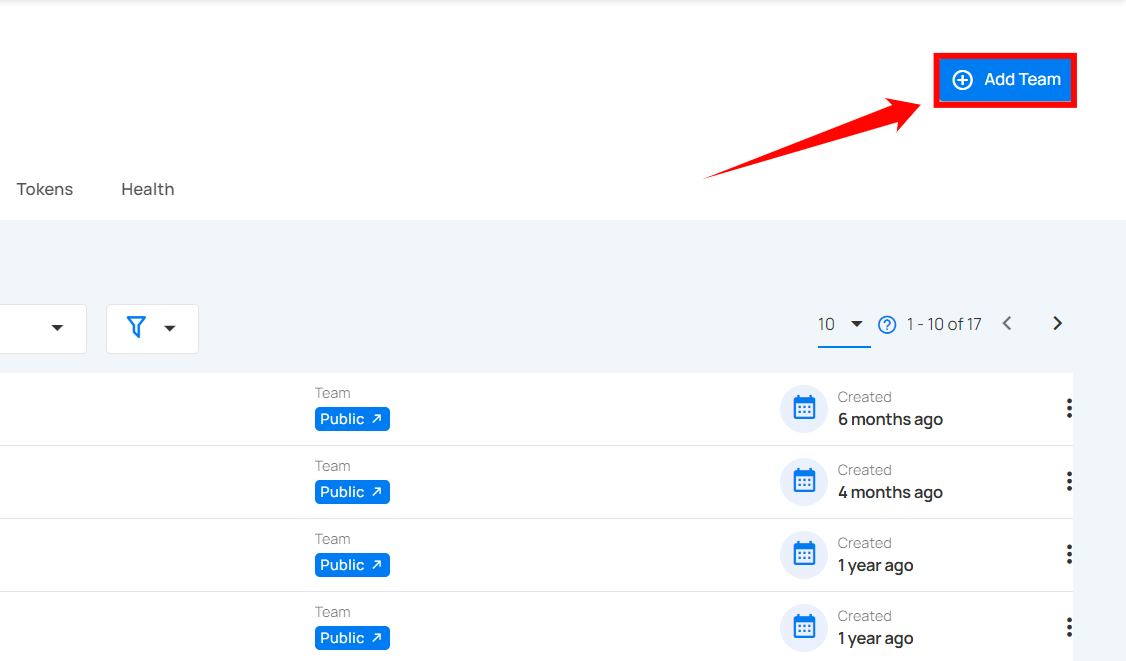 Add Team
Tokens Health
10 1 - 10 of 17
Team
Public
Created
6 months ago
Team
Public
Created
4 months ago
Team
Public
Created
1 year ago
Team
Public
Created
1 year ago